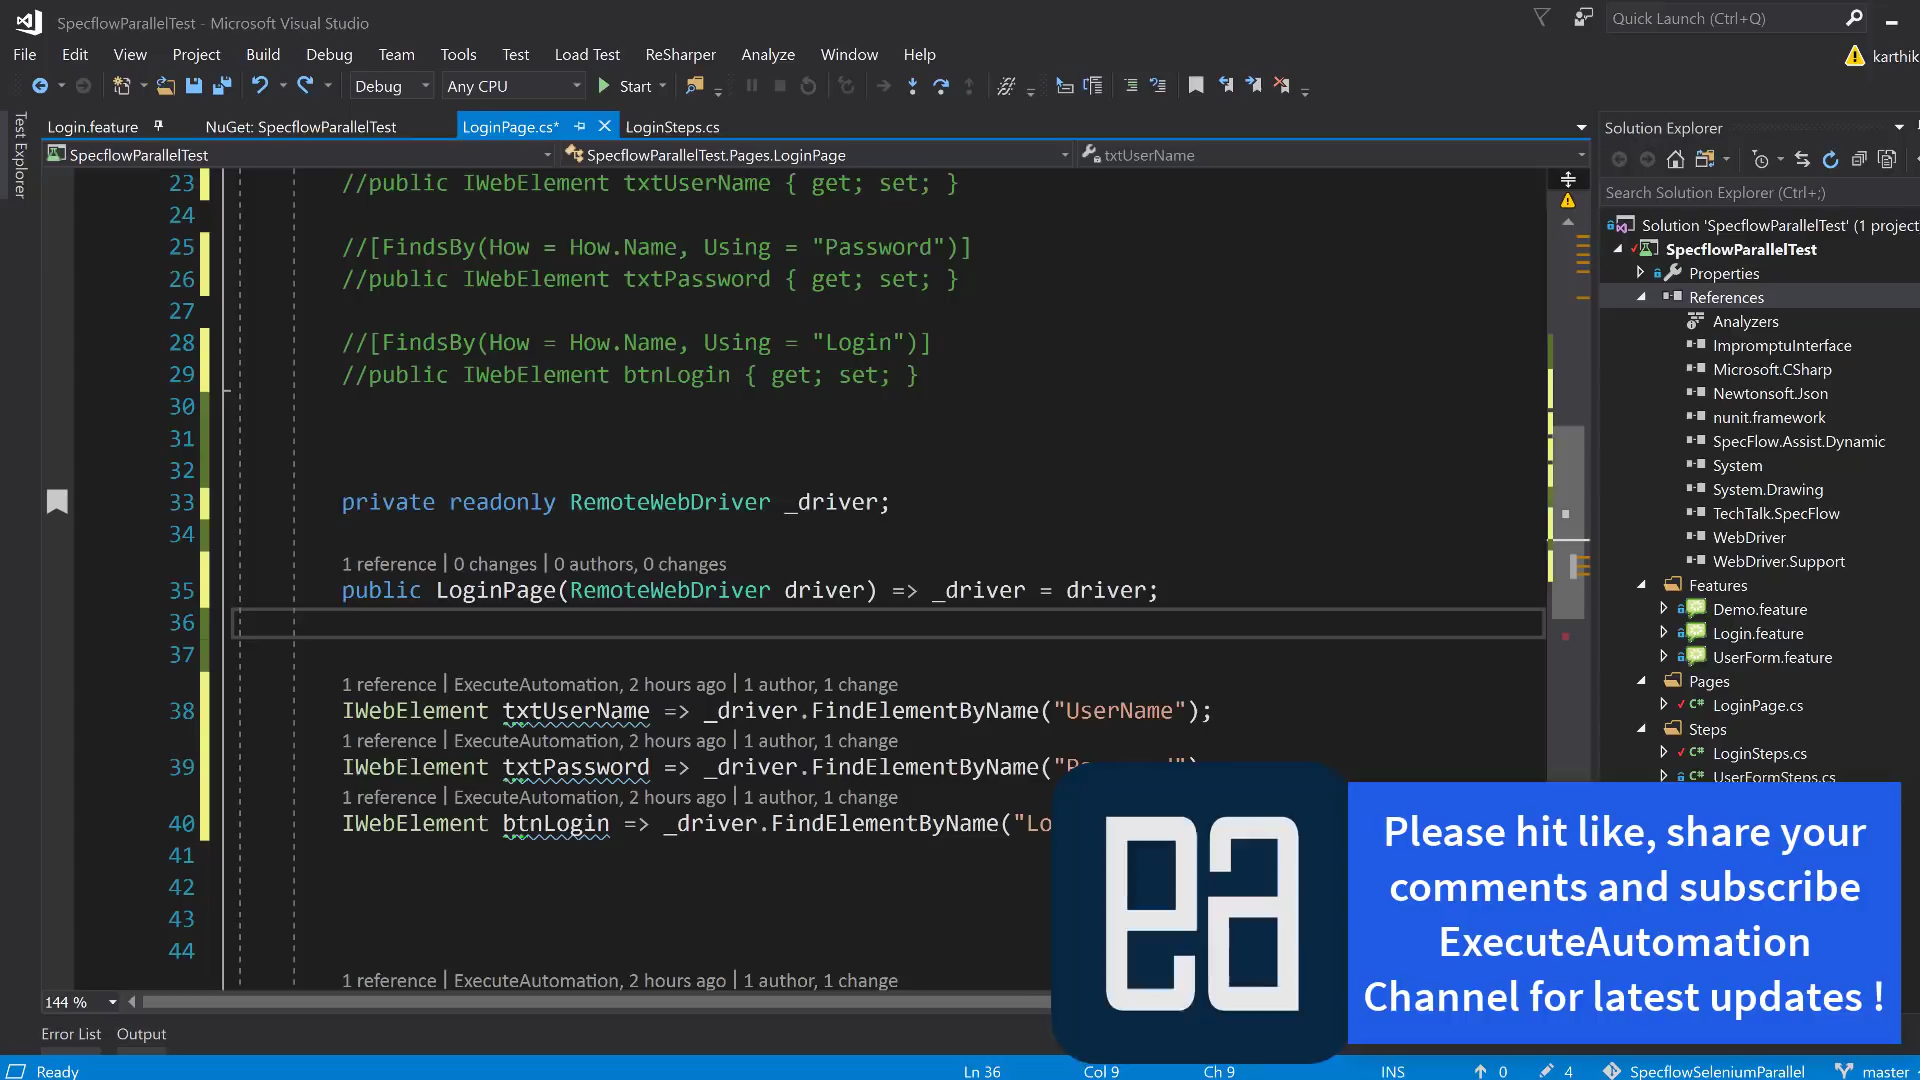 SpecflowParallelTest - Microsoft Visual Studio
Quick Launch (Ctrl+Q)
File Edit View Project Build Debug Team Tools Test Load Test ReSharper Analyze Window Help
karthik
Debug Any CPU Start
Test Explorer
Login.feature NuGet: SpecflowParallelTest LoginPage.cs* LoginSteps.cs
SpecflowParallelTest SpecflowParallelTest.Pages.LoginPage txtUserName
23 //public IWebElement txtUserName { get; set; }
24
25 //[FindsBy(How = How.Name, Using = "Password")]
26 //public IWebElement txtPassword { get; set; }
27
28 //[FindsBy(How = How.Name, Using = "Login")]
29 //public IWebElement btnLogin { get; set; }
30
31
32
33 private readonly RemoteWebDriver _driver;
34
1 reference | 0 changes | 0 authors, 0 changes
35 public LoginPage(RemoteWebDriver driver) => _driver = driver;
36
37
1 reference | ExecuteAutomation, 2 hours ago | 1 author, 1 change
38 IWebElement txtUserName => _driver.FindElementByName("UserName");
1 reference | ExecuteAutomation, 2 hours ago | 1 author, 1 change
39 IWebElement txtPassword => _driver.FindElementByName(
1 reference | ExecuteAutomation, 2 hours ago | 1 author, 1 change
40 IWebElement btnLogin => _driver.FindElementByName("Lo
41
42
43
44
1 reference | ExecuteAutomation, 2 hours ago | 1 author, 1 change
144 %
Error List Output
Ready
Ln 36 Col 9 Ch 9 INS 0 4 SpecflowSeleniumParallel master
Solution Explorer
Search Solution Explorer (Ctrl+;)
Solution 'SpecflowParallelTest' (1 project
SpecflowParallelTest
Properties
References
Analyzers
ImpromptuInterface
Microsoft.CSharp
Newtonsoft.Json
nunit.framework
SpecFlow.Assist.Dynamic
System
System.Drawing
TechTalk.SpecFlow
WebDriver
WebDriver.Support
Features
Demo.feature
Login.feature
UserForm.feature
Pages
LoginPage.cs
Steps
LoginSteps.cs
UserFormSteps.cs
ea
Please hit like, share your
comments and subscribe
ExecuteAutomation
Channel for latest updates !